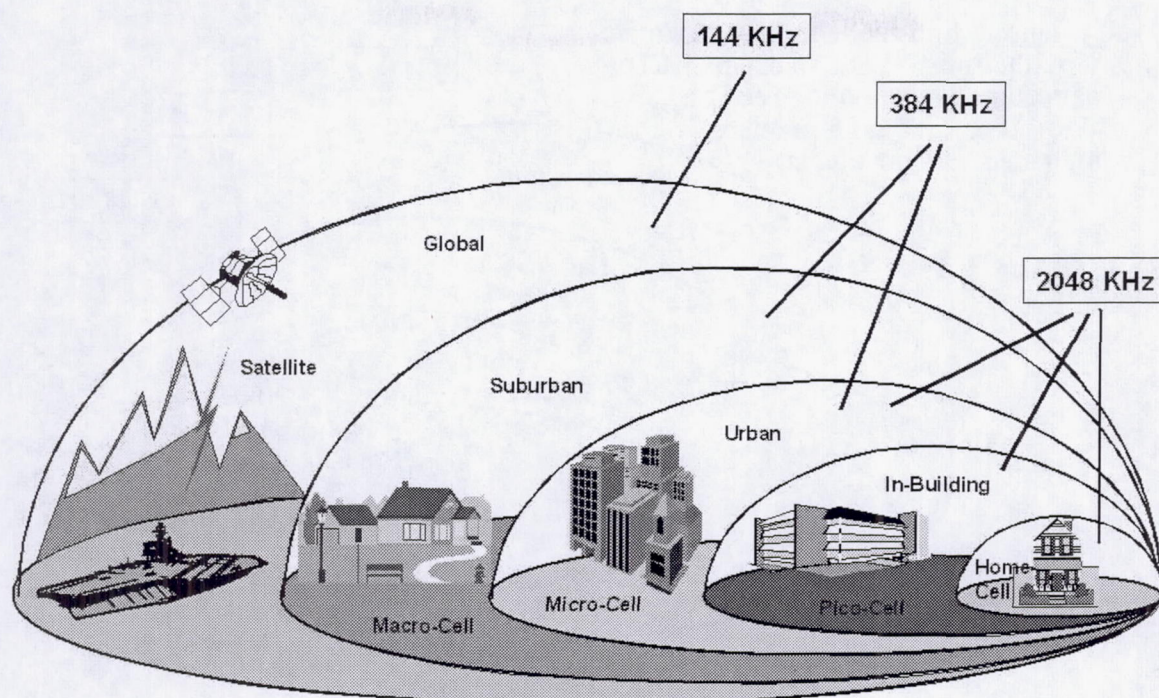 144 KHz
384 KHz
Global
2048 KHz
Satellite
Suburban
Urban
In-Building
Home-
Cell
Micro-Cell
Pico-Cell
Macro-Cell